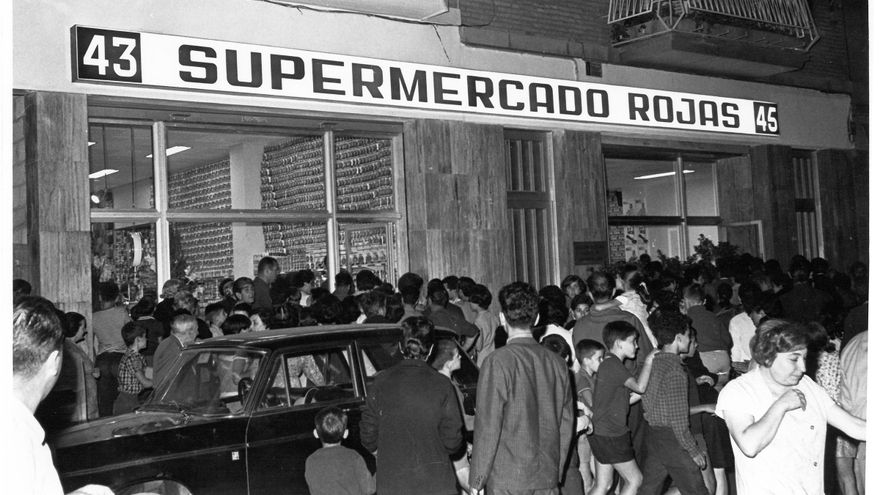 43 SUPERMERCADO ROJAS 45